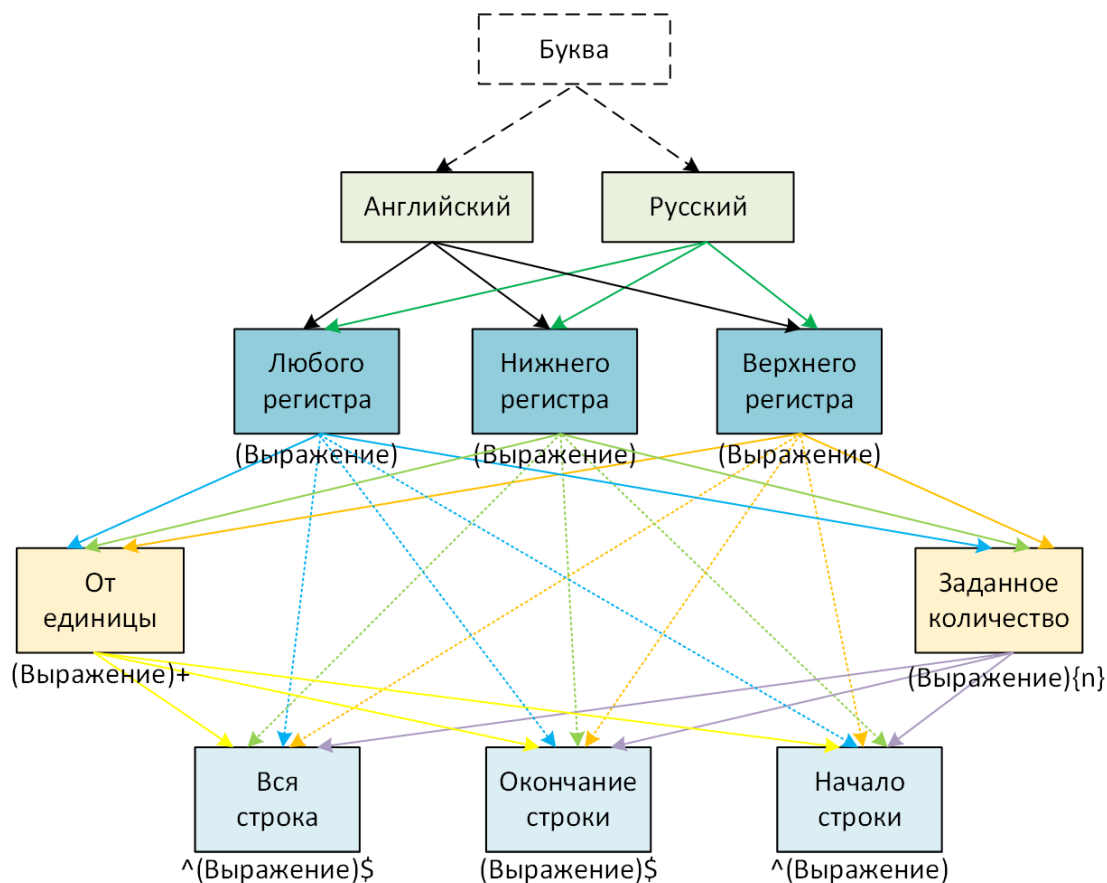 Буква
Английский
Русский
Любого
регистра
(Выражение)
Нижнего
регистра
(Выражение)
Верхнего
регистра
(Выражение)
От
единицы
(Выражение)+
Заданное
количество
(Выражение){n}
Вся
строка
^(Выражение)$
Окончание
строки
(Выражение)$
Начало
строки
^(Выражение)